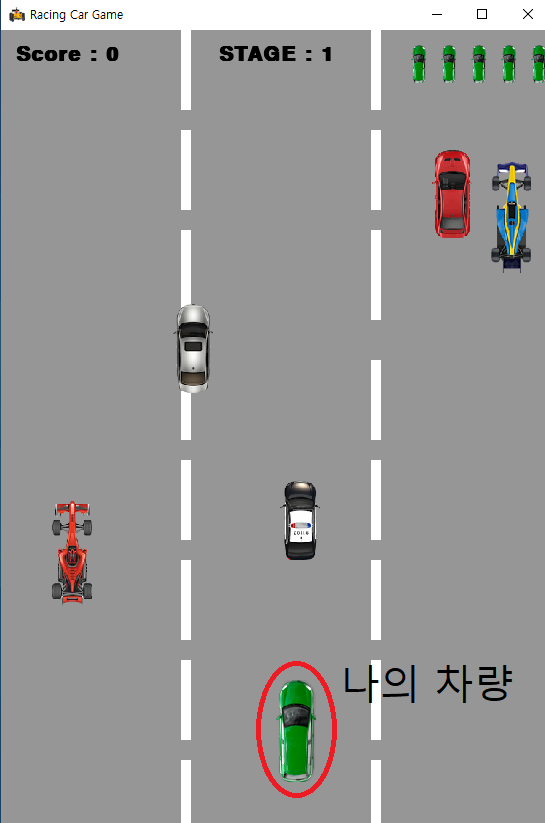 Racing Car Game
Score : 0
STAGE : 1
나의 차량